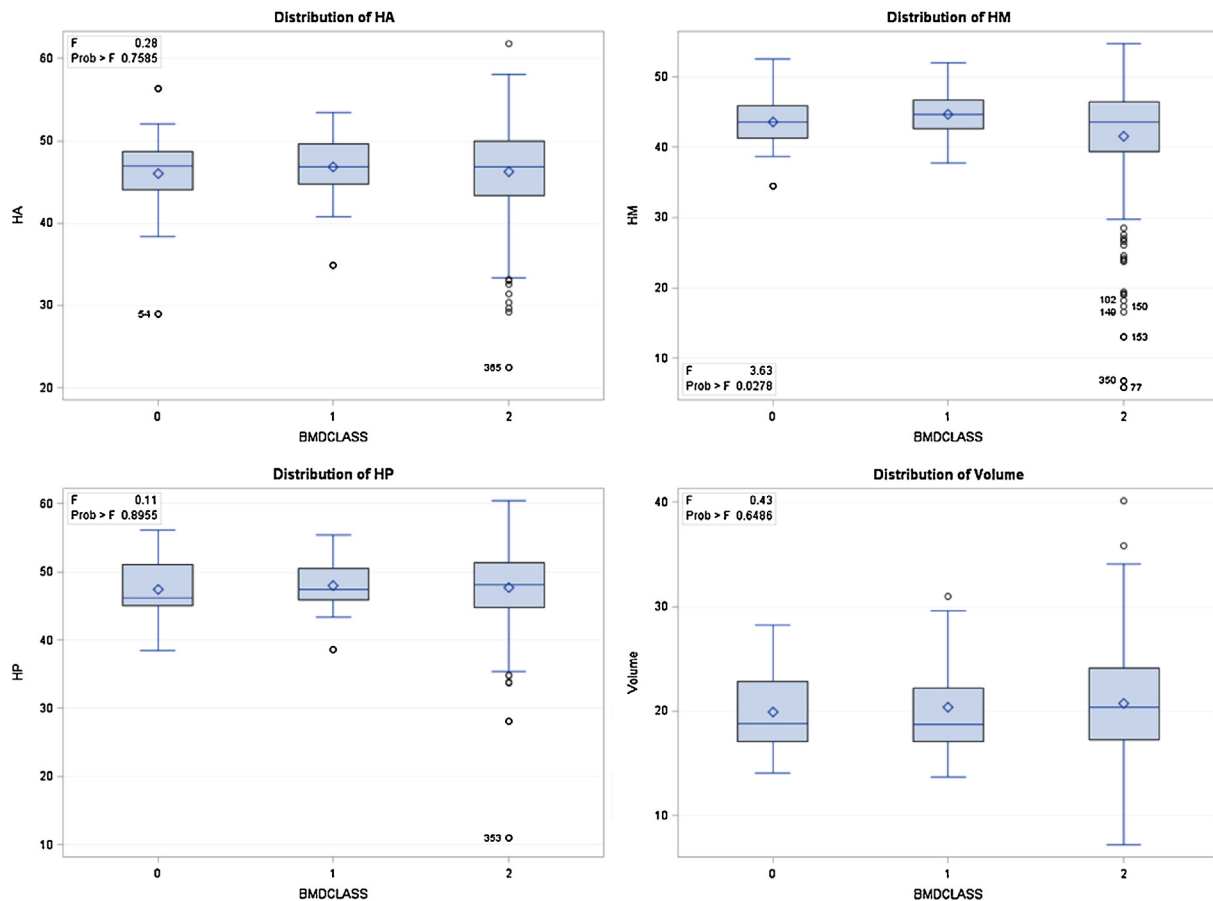 Distribution of HA
F 0.28
Prob > F 0.7585
60
50
40
30
20
HA
54
365
0 1 2
BMDCLASS
Distribution of HM
50
40
30
20
10
HM
102
150
140
153
350
77
F 3.63
Prob > F 0.0278
0 1 2
BMDCLASS
Distribution of HP
F 0.11
Prob > F 0.8955
60
50
40
30
20
10
HP
353
0 1 2
BMDCLASS
Distribution of Volume
F 0.43
Prob > F 0.6486
40
30
20
10
Volume
0 1 2
BMDCLASS